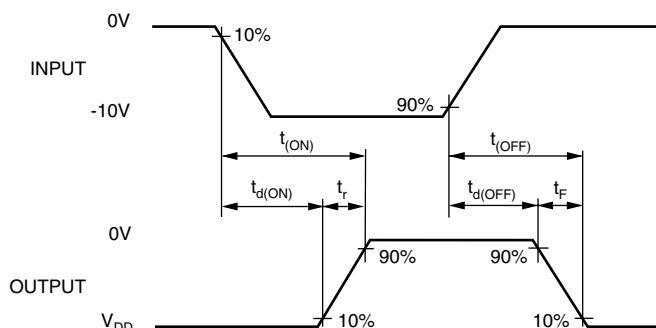 0V
10%
INPUT
90%
-10V
t(ON)
t(OFF)
td(ON)
tr
td(OFF)
tF
0V
90%
90%
OUTPUT
10%
10%
VDD